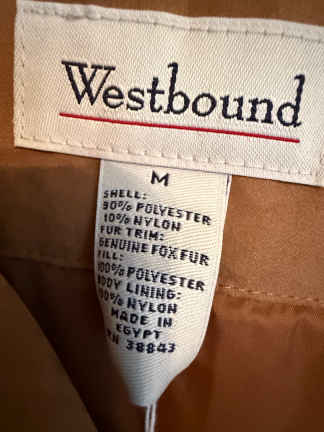 Westbound
M
SHELL:
90% POLYESTER
10% NYLON
FUR TRIM:
GENUINE FOX FUR
FILL:
100% POLYESTER
BODY LINING:
100% NYLON
MADE IN
EGYPT
RN 38843